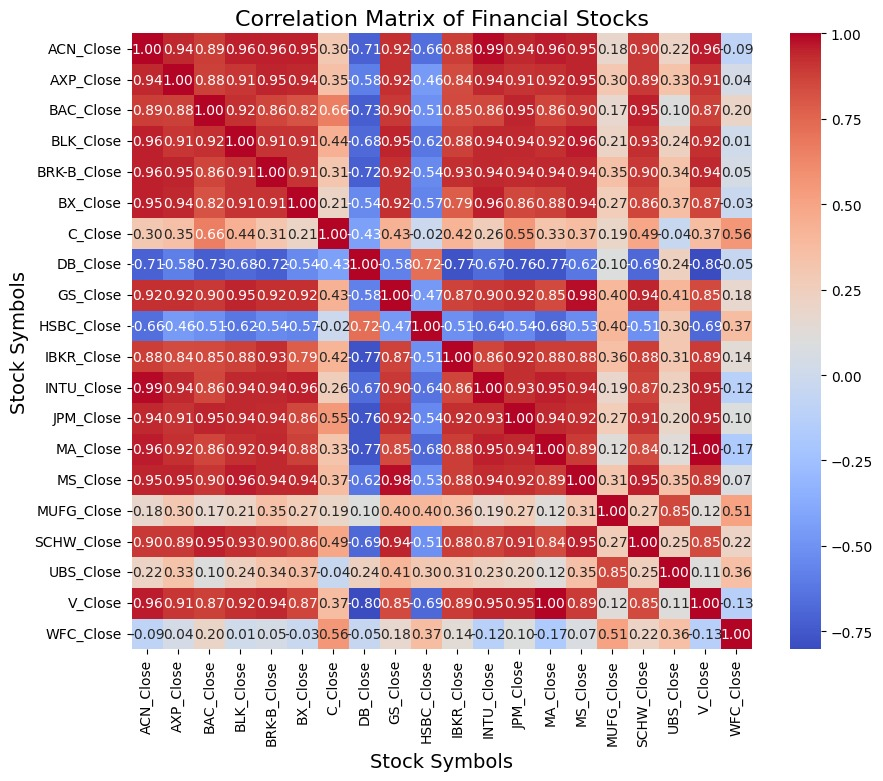 Correlation Matrix of Financial Stocks
ACN_Close 1.00 0.94 0.89 0.96 0.96 0.95 0.30 -0.71 0.92 -0.66 0.88 0.99 0.94 0.96 0.95 0.18 0.90 0.22 0.96 -0.09
AXP_Close 0.94 1.00 0.88 0.91 0.95 0.94 0.35 -0.58 0.92 -0.46 0.84 0.94 0.91 0.92 0.95 0.30 0.89 0.33 0.91 0.04
BAC_Close 0.89 0.88 1.00 0.92 0.86 0.82 0.66 -0.73 0.90 -0.51 0.85 0.86 0.95 0.86 0.90 0.17 0.95 0.10 0.87 0.20
BLK_Close 0.96 0.91 0.92 1.00 0.91 0.91 0.44 -0.68 0.95 -0.62 0.88 0.94 0.94 0.92 0.96 0.21 0.93 0.24 0.92 0.01
BRK-B_Close 0.96 0.95 0.86 0.91 1.00 0.91 0.31 -0.72 0.92 -0.54 0.93 0.94 0.94 0.94 0.94 0.35 0.90 0.34 0.94 0.05
BX_Close 0.95 0.94 0.82 0.91 0.91 1.00 0.21 -0.54 0.92 -0.57 0.79 0.96 0.86 0.88 0.94 0.27 0.86 0.37 0.87 -0.03
C_Close 0.30 0.35 0.66 0.44 0.31 0.21 1.00 -0.43 0.43 -0.02 0.42 0.26 0.55 0.33 0.37 0.19 0.49 -0.04 0.37 0.56
DB_Close -0.71 -0.58 -0.73 -0.68 -0.72 -0.54 -0.43 1.00 -0.58 0.72 -0.77 -0.67 -0.76 -0.77 -0.62 0.10 -0.69 0.24 -0.80 -0.05
GS_Close 0.92 0.92 0.90 0.95 0.92 0.92 0.43 -0.58 1.00 -0.47 0.87 0.90 0.92 0.85 0.98 0.40 0.94 0.41 0.85 0.18
HSBC_Close -0.66 -0.46 -0.51 -0.62 -0.54 -0.57 -0.02 0.72 -0.47 1.00 -0.51 -0.64 -0.54 -0.68 -0.53 0.40 -0.51 0.30 -0.69 0.37
IBKR_Close 0.88 0.84 0.85 0.88 0.93 0.79 0.42 -0.77 0.87 -0.51 1.00 0.86 0.92 0.88 0.88 0.36 0.88 0.31 0.89 0.14
INTU_Close 0.99 0.94 0.86 0.94 0.94 0.96 0.26 -0.67 0.90 -0.64 0.86 1.00 0.93 0.95 0.94 0.19 0.87 0.23 0.95 -0.12
JPM_Close 0.94 0.91 0.95 0.94 0.94 0.86 0.55 -0.76 0.92 -0.54 0.92 0.93 1.00 0.94 0.92 0.27 0.91 0.20 0.95 0.10
MA_Close 0.96 0.92 0.86 0.92 0.94 0.88 0.33 -0.77 0.85 -0.68 0.88 0.95 0.94 1.00 0.89 0.12 0.84 0.12 1.00 -0.17
MS_Close 0.95 0.95 0.90 0.96 0.94 0.94 0.37 -0.62 0.98 -0.53 0.88 0.94 0.92 0.89 1.00 0.31 0.95 0.35 0.89 0.07
MUFG_Close 0.18 0.30 0.17 0.21 0.35 0.27 0.19 0.10 0.40 0.40 0.36 0.19 0.27 0.12 0.31 1.00 0.27 0.85 0.12 0.51
SCHW_Close 0.90 0.89 0.95 0.93 0.90 0.86 0.49 -0.69 0.94 -0.51 0.88 0.87 0.91 0.84 0.95 0.27 1.00 0.25 0.85 0.22
UBS_Close 0.22 0.33 0.10 0.24 0.34 0.37 -0.04 0.24 0.41 0.30 0.31 0.23 0.20 0.12 0.35 0.85 0.25 1.00 0.11 0.36
V_Close 0.96 0.91 0.87 0.92 0.94 0.87 0.37 -0.80 0.85 -0.69 0.89 0.95 0.95 1.00 0.89 0.12 0.85 0.11 1.00 -0.13
WFC_Close -0.09 0.04 0.20 0.01 0.05 -0.03 0.56 -0.05 0.18 0.37 0.14 -0.12 0.10 -0.17 0.07 0.51 0.22 0.36 -0.13 1.00
ACN_Close AXP_Close BAC_Close BLK_Close BRK-B_Close BX_Close C_Close DB_Close GS_Close HSBC_Close IBKR_Close INTU_Close JPM_Close MA_Close MS_Close MUFG_Close SCHW_Close UBS_Close V_Close WFC_Close
Stock Symbols
Stock Symbols
1.00
0.75
0.50
0.25
0.00
−0.25
−0.50
−0.75